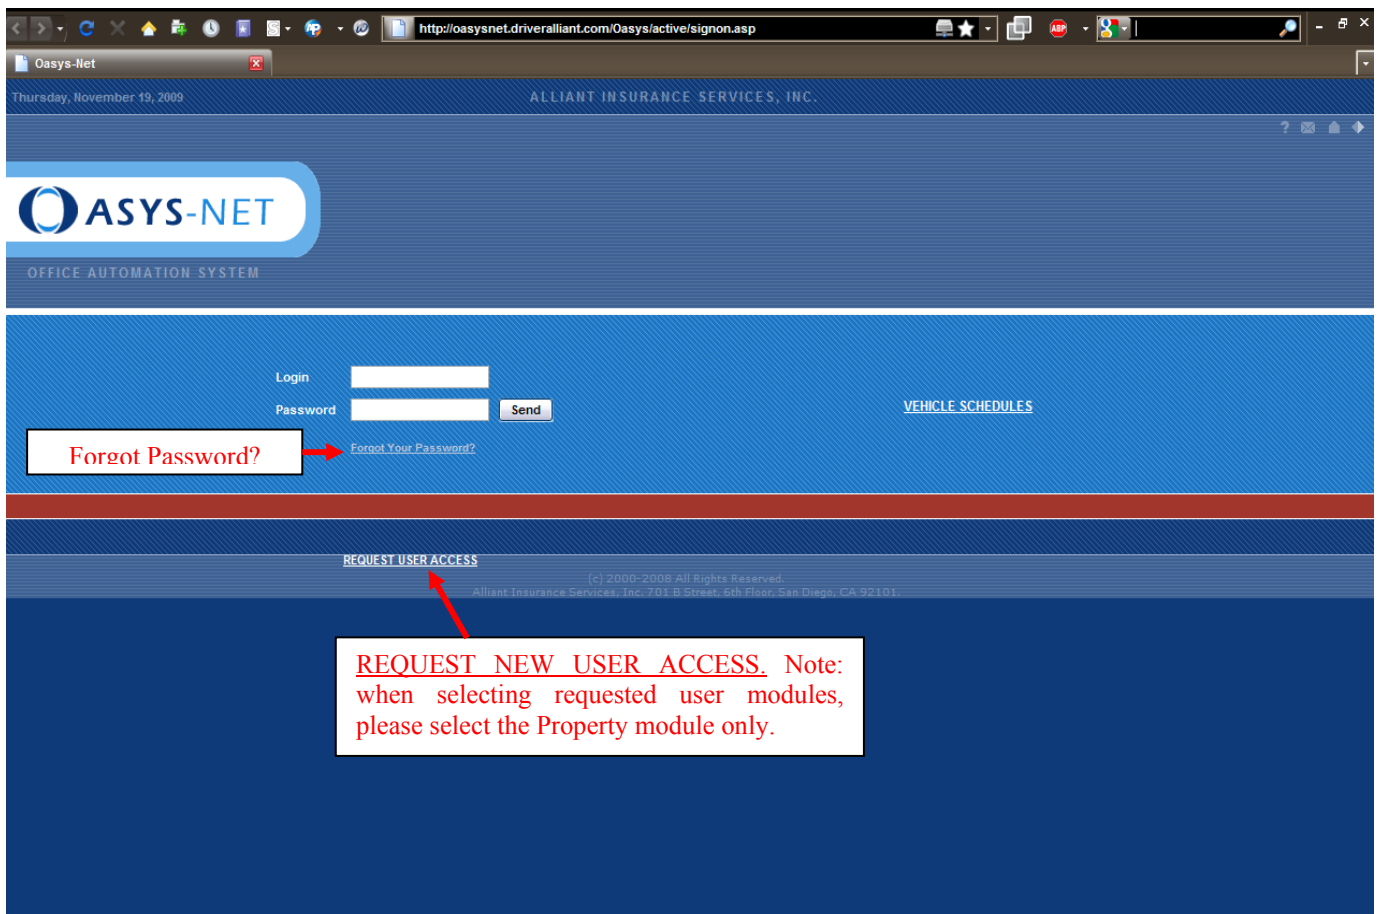 http://oasysnet.driveralliant.com/Oasys/active/signon.asp
Oasys-Net
Thursday, November 19, 2009
ALLIANT INSURANCE SERVICES, INC.
OASYS-NET
OFFICE AUTOMATION SYSTEM
Login
Password
Send
VEHICLE SCHEDULES
Forgot Password?
Forgot Your Password?
REQUEST USER ACCESS
(c) 2000-2008 All Rights Reserved.
Alliant Insurance Services, Inc. 701 B Street, 6th Floor, San Diego, CA 92101.
REQUEST NEW USER ACCESS. Note:
when selecting requested user modules,
please select the Property module only.